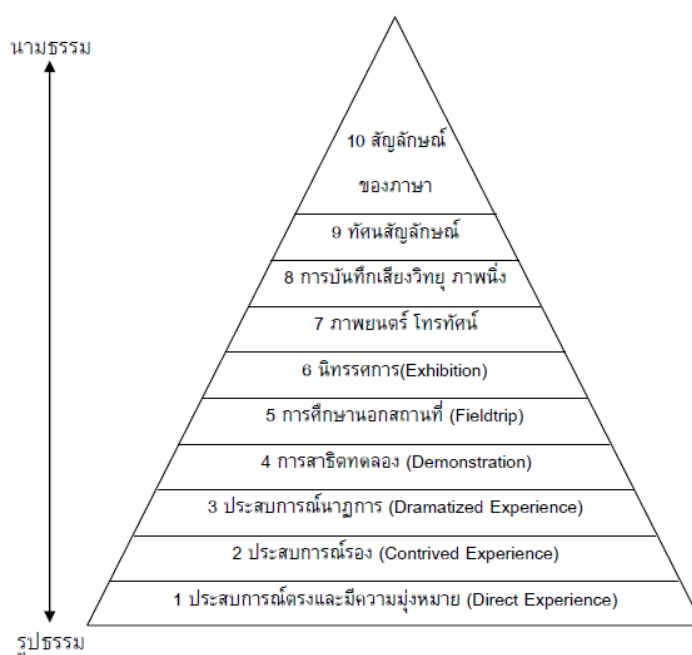 นามธรรม
10 สัญลักษณ์
ของภาษา
9 ทัศนสัญลักษณ์
8 การบันทึกเสียงวิทยุ ภาพนิ่ง
7 ภาพยนตร์ โทรทัศน์
6 นิทรรศการ(Exhibition)
5 การศึกษานอกสถานที่ (Fieldtrip)
4 การสาธิตทดลอง (Demonstration)
3 ประสบการณ์นาฏการ (Dramatized Experience)
2 ประสบการณ์รอง (Contrived Experience)
1 ประสบการณ์ตรงและมีความมุ่งหมาย (Direct Experience)
รูปธรรม